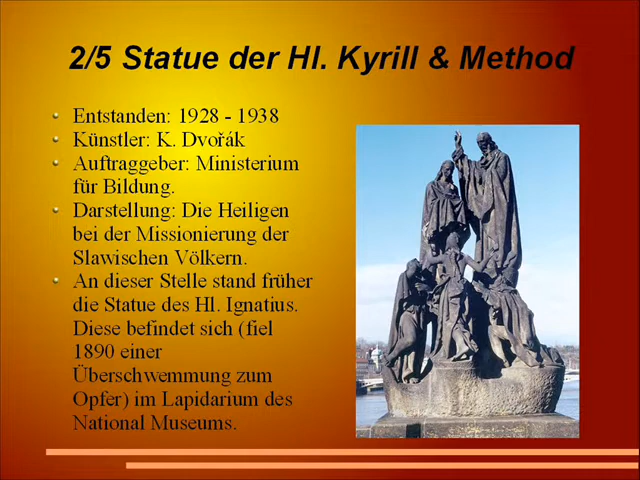 2/5 Statue der Hl. Kyrill & Method
Entstanden: 1928 - 1938
Künstler: K. Dvořák
Auftraggeber: Ministerium
für Bildung.
Darstellung: Die Heiligen
bei der Missionierung der
Slawischen Völkern.
An dieser Stelle stand früher
die Statue des Hl. Ignatius.
Diese befindet sich (fiel
1890 einer
Überschwemmung zum
Opfer) im Lapidarium des
National Museums.